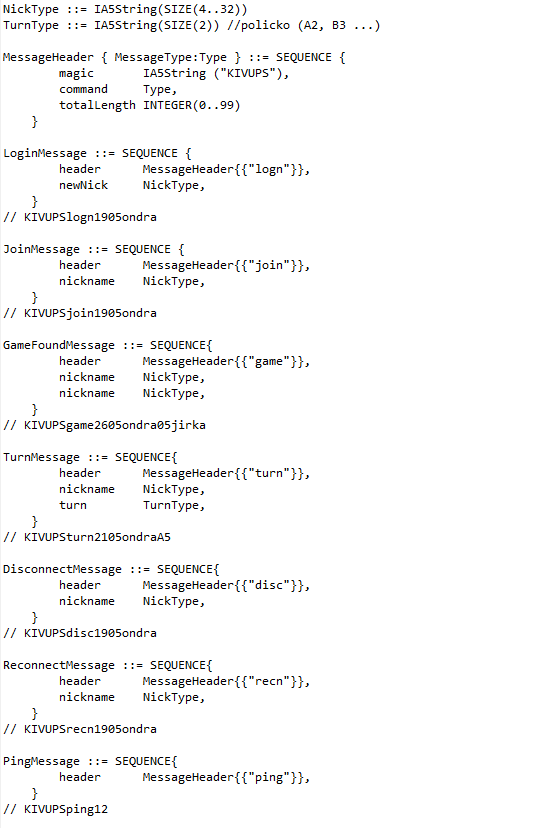 NickType ::= IA5String(SIZE(4..32))
TurnType ::= IA5String(SIZE(2)) //policko (A2, B3 ...)

MessageHeader { MessageType:Type } ::= SEQUENCE {
        magic       IA5String ("KIVUPS"),
        command     Type,
        totalLength INTEGER(0..99)
    }

LoginMessage ::= SEQUENCE {
        header      MessageHeader{{"logn"}},
        newNick     NickType,
    }
// KIVUPSlogn1905ondra

JoinMessage ::= SEQUENCE {
        header      MessageHeader{{"join"}},
        nickname    NickType,
    }
// KIVUPSjoin1905ondra

GameFoundMessage ::= SEQUENCE{
        header      MessageHeader{{"game"}},
        nickname    NickType,
        nickname    NickType,
    }
// KIVUPSgame2605ondra05jirka

TurnMessage ::= SEQUENCE{
        header      MessageHeader{{"turn"}},
        nickname    NickType,
        turn        TurnType,
    }
// KIVUPSturn2105ondraA5

DisconnectMessage ::= SEQUENCE{
        header      MessageHeader{{"disc"}},
        nickname    NickType,
    }
// KIVUPSdisc1905ondra

ReconnectMessage ::= SEQUENCE{
        header      MessageHeader{{"recn"}},
        nickname    NickType,
    }
// KIVUPSrecn1905ondra

PingMessage ::= SEQUENCE{
        header      MessageHeader{{"ping"}},
    }
// KIVUPSping12